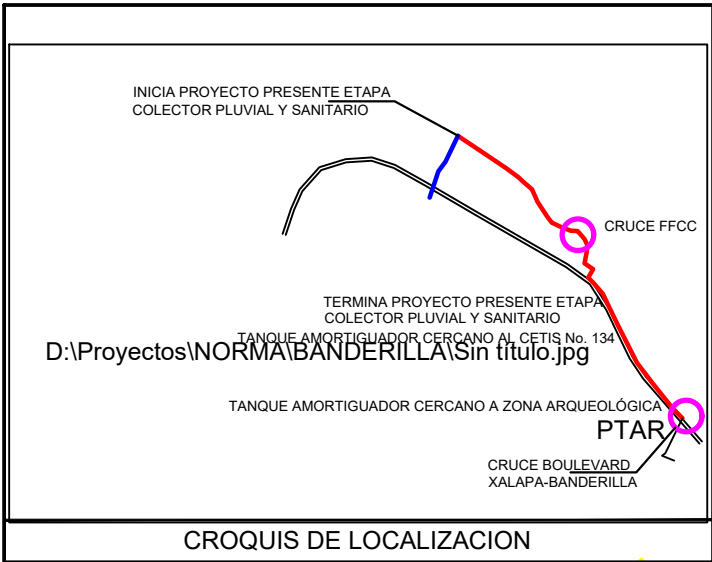 INICIA PROYECTO PRESENTE ETAPA
COLECTOR PLUVIAL Y SANITARIO
CRUCE FFCC
TERMINA PROYECTO PRESENTE ETAPA
COLECTOR PLUVIAL Y SANITARIO
TANQUE AMORTIGUADOR CERCANO AL CETIS No. 134
D:\Proyectos\NORMA\BANDERILLA\Sin título.jpg
TANQUE AMORTIGUADOR CERCANO A ZONA ARQUEOLÓGICA
PTAR
CRUCE BOULEVARD
XALAPA-BANDERILLA
CROQUIS DE LOCALIZACION